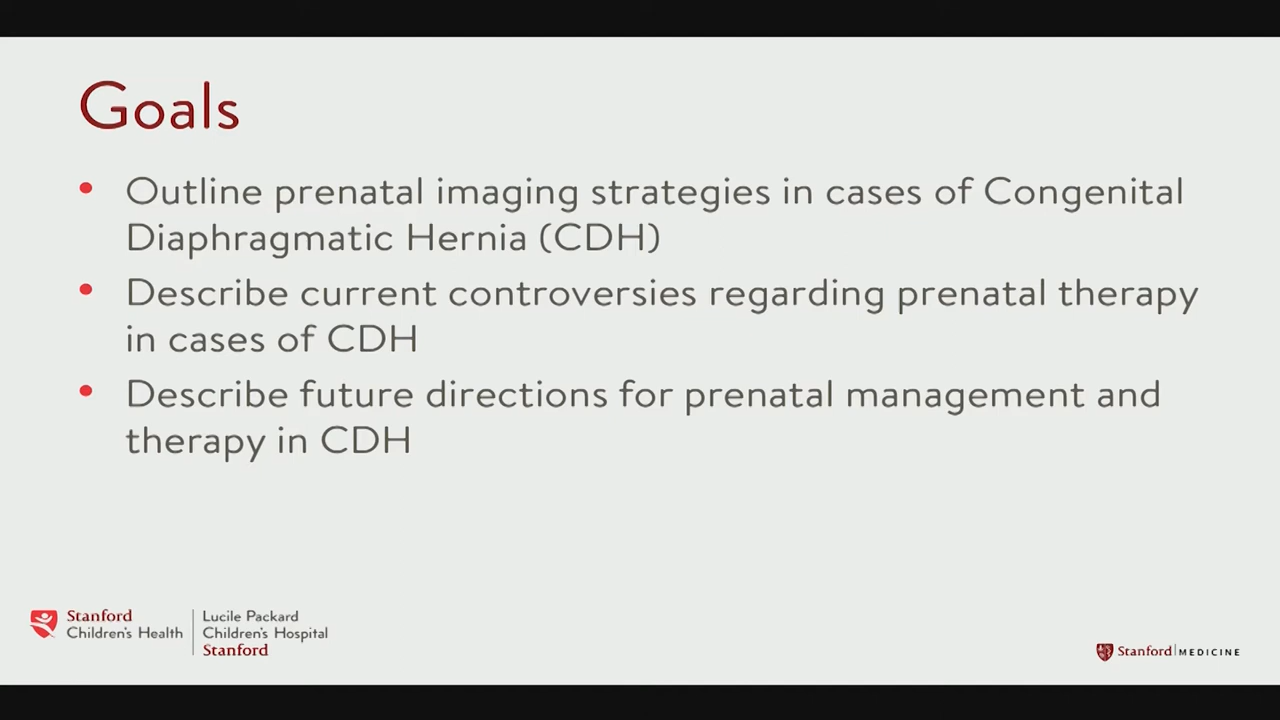 Goals
• Outline prenatal imaging strategies in cases of Congenital
Diaphragmatic Hernia (CDH)
• Describe current controversies regarding prenatal therapy
in cases of CDH
• Describe future directions for prenatal management and
therapy in CDH
Stanford
Children's Health
Lucile Packard
Children's Hospital
Stanford
Stanford MEDICINE